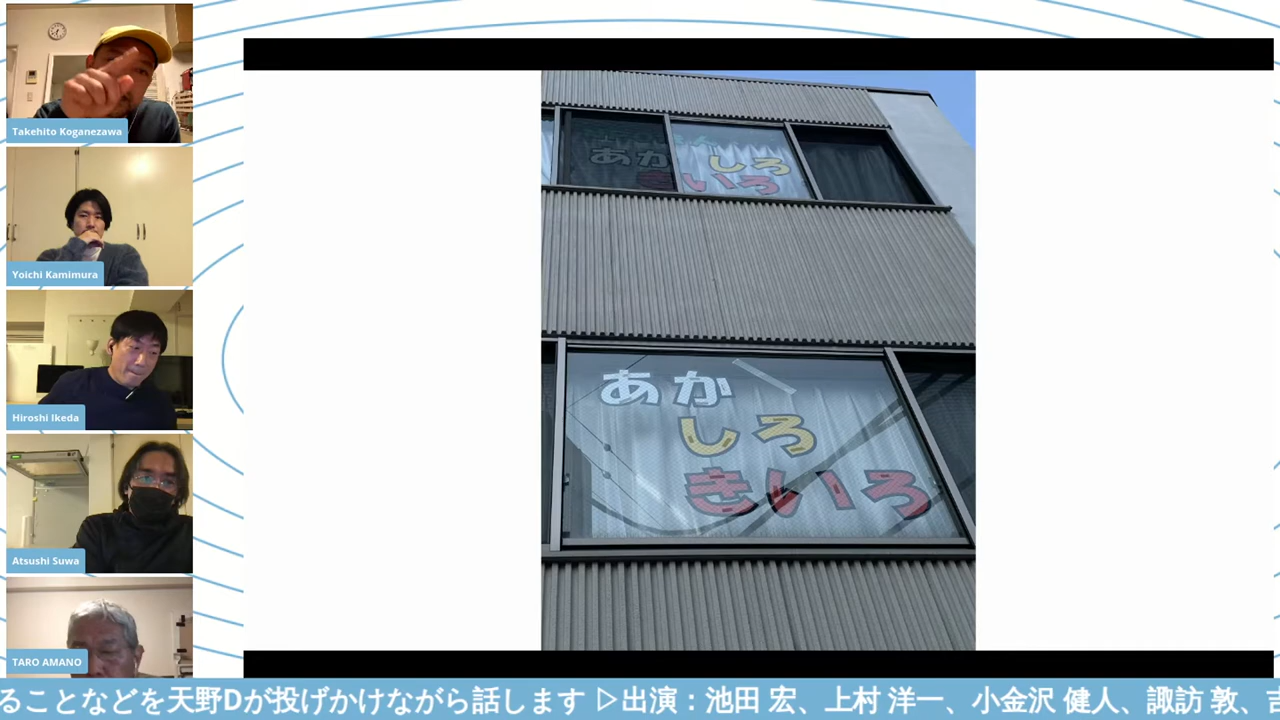 Takehito Koganezawa
Yoichi Kamimura
Hiroshi Ikeda
Atsushi Suwa
TARO AMANO
あか しろ
きいろ
あか
しろ
きいろ
ることなどを天野Dが投げかけながら話します ▷出演：池田 宏、上村 洋一、小金沢 健人、諏訪 敦、